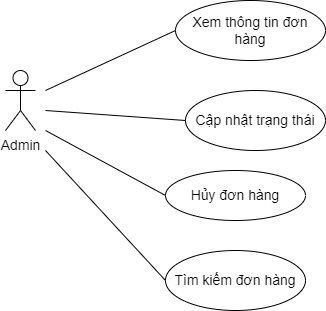 Xem thông tin đơn
hàng
Cập nhật trạng thái
Admin
Hủy đơn hàng
Tìm kiếm đơn hàng